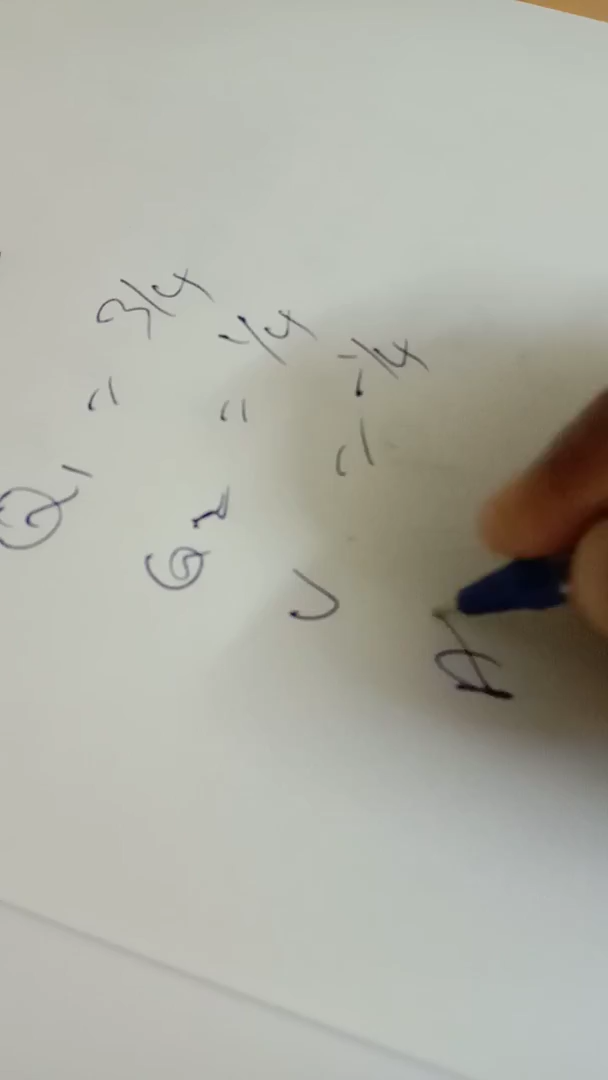 Q1 = 3/4
Q2 = 1/4
U = 1/4
A